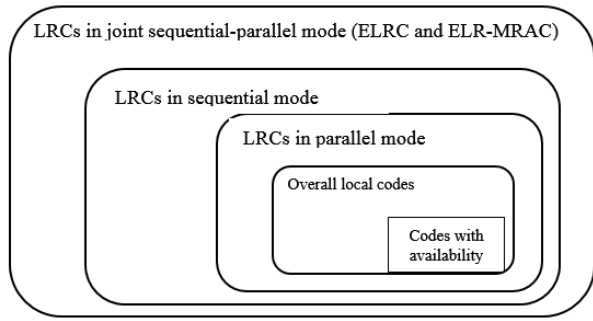 LRCs in joint sequential-parallel mode (ELRC and ELR-MRAC)
LRCs in sequential mode
LRCs in parallel mode
Overall local codes
Codes with
availability